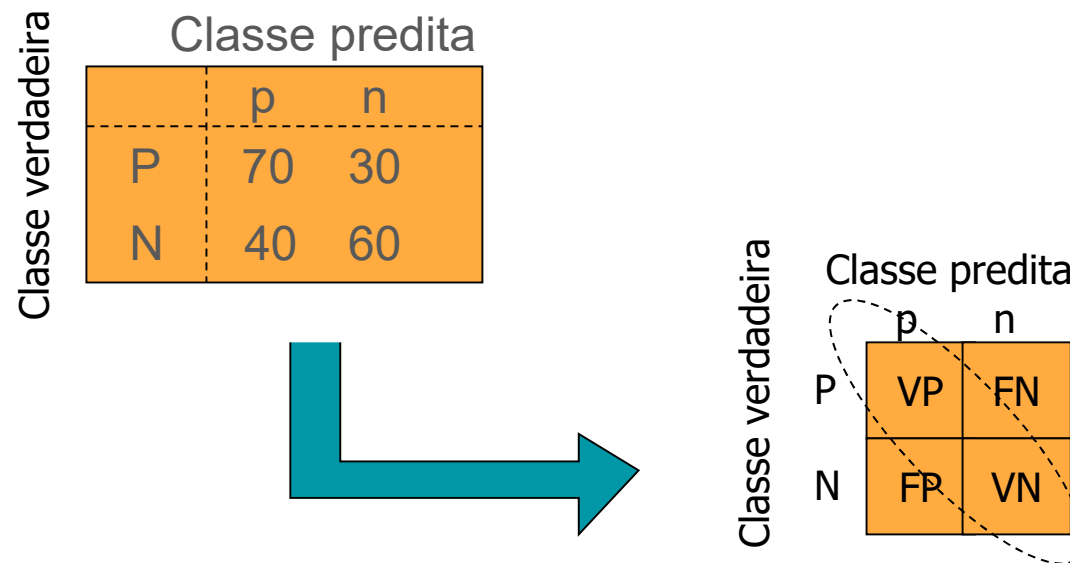 Classe predita
Classe verdadeira
p n
P 70 30
N 40 60
Classe predita
Classe verdadeira
p n
P VP FN
N FP VN